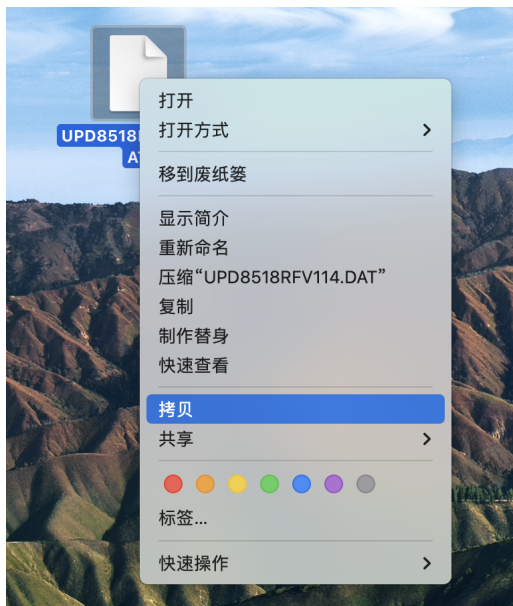 UPD8518
A
打开
打开方式
移到废纸篓
显示简介
重新命名
压缩“UPD8518RFV114.DAT”
复制
制作替身
快速查看
拷贝
共享
标签...
快速操作